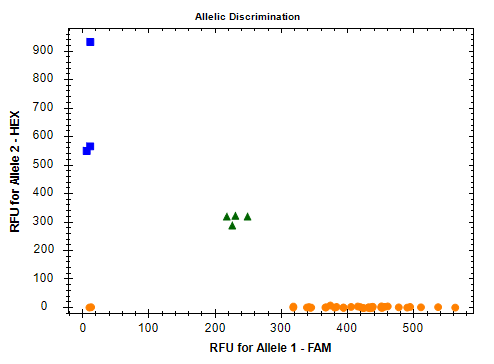 Allelic Discrimination
900
800
700
600
500
400
300
200
100
0
RFU for Allele 2 - HEX
0 100 200 300 400 500
RFU for Allele 1 - FAM